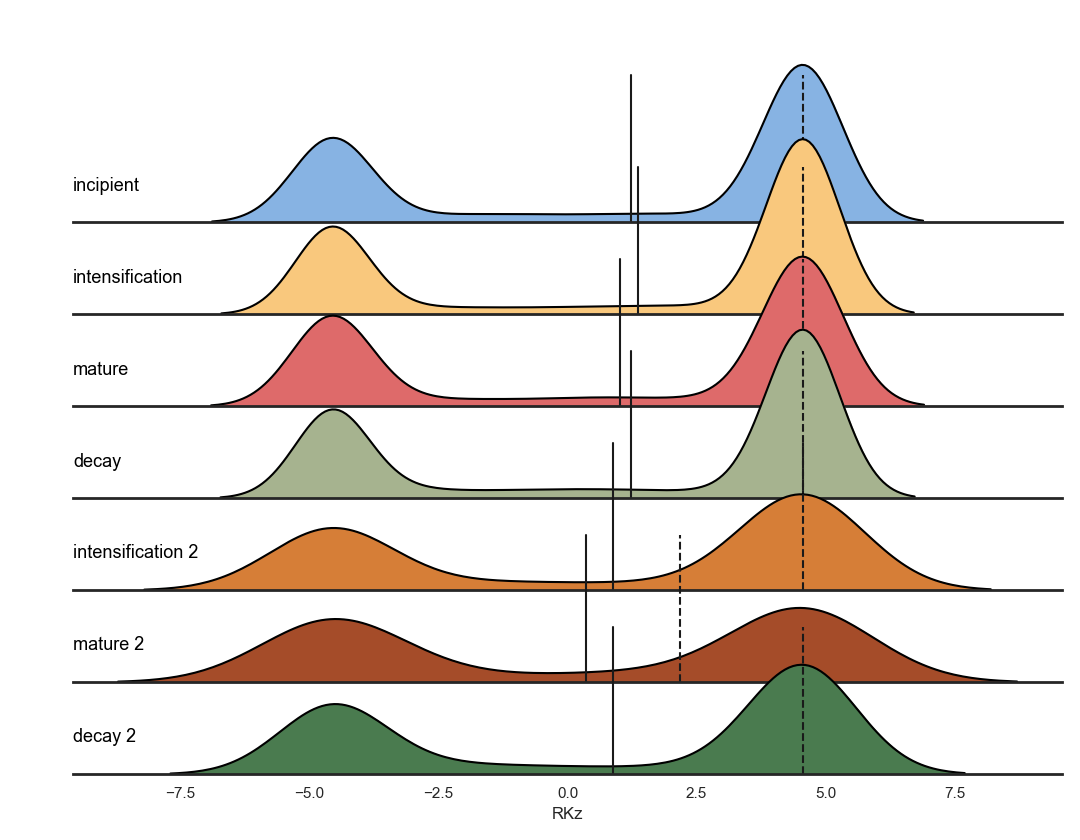 incipient
intensification
mature
decay
intensification 2
mature 2
decay 2
−7.5 −5.0 −2.5 0.0 2.5 5.0 7.5
RKz